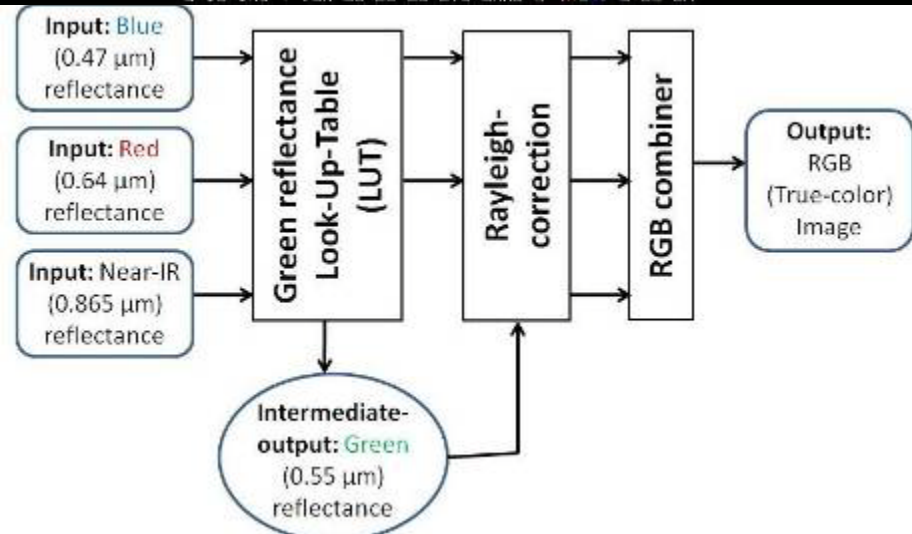 Input: Blue
(0.47 µm)
reflectance
Input: Red
(0.64 µm)
reflectance
Input: Near-IR
(0.865 µm)
reflectance
Green reflectance
Look-Up-Table
(LUT)
Intermediate-
output: Green
(0.55 µm)
reflectance
Rayleigh-
correction
RGB combiner
Output:
RGB
(True-color)
Image